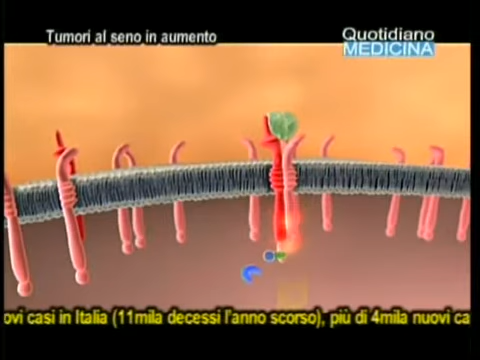 Tumori al seno in aumento
Quotidiano
MEDICINA
ovi casi in Italia (11mila decessi l'anno scorso), più di 4mila nuovi ca